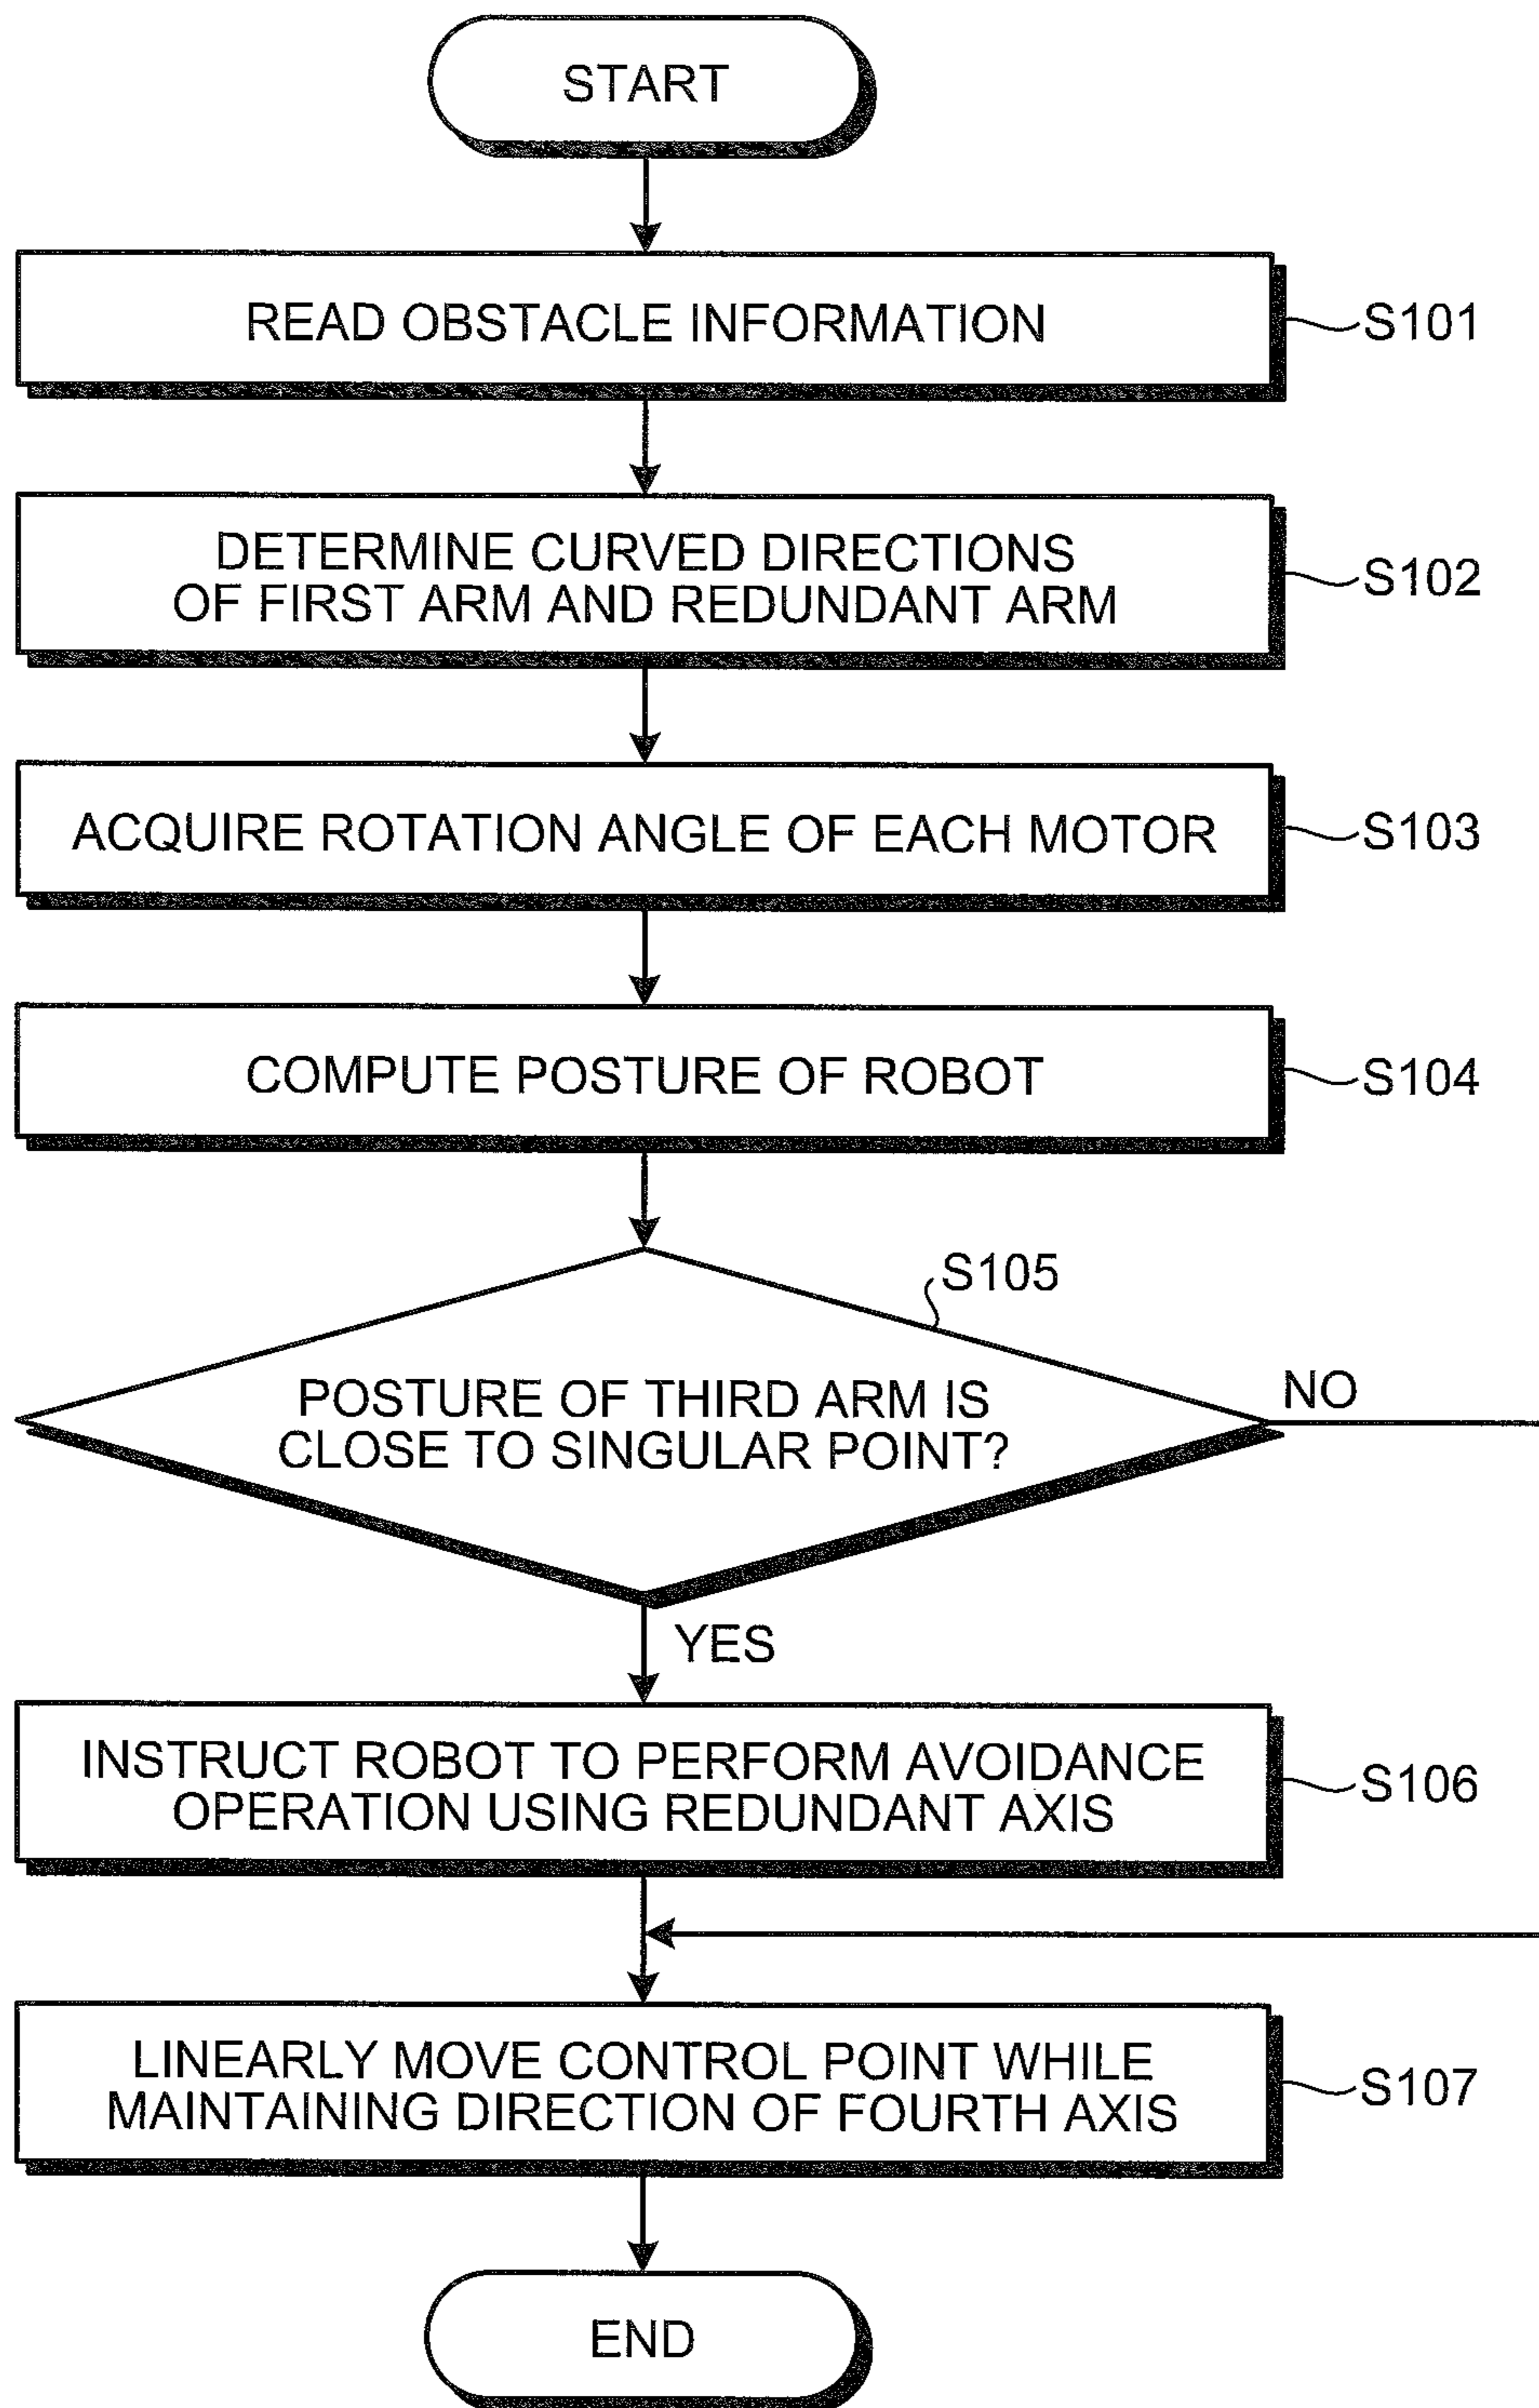 START
READ OBSTACLE INFORMATION
S101
DETERMINE CURVED DIRECTIONS
OF FIRST ARM AND REDUNDANT ARM
S102
ACQUIRE ROTATION ANGLE OF EACH MOTOR
S103
COMPUTE POSTURE OF ROBOT
S104
S105
POSTURE OF THIRD ARM IS
CLOSE TO SINGULAR POINT?
NO
YES
INSTRUCT ROBOT TO PERFORM AVOIDANCE
OPERATION USING REDUNDANT AXIS
S106
LINEARLY MOVE CONTROL POINT WHILE
MAINTAINING DIRECTION OF FOURTH AXIS
S107
END